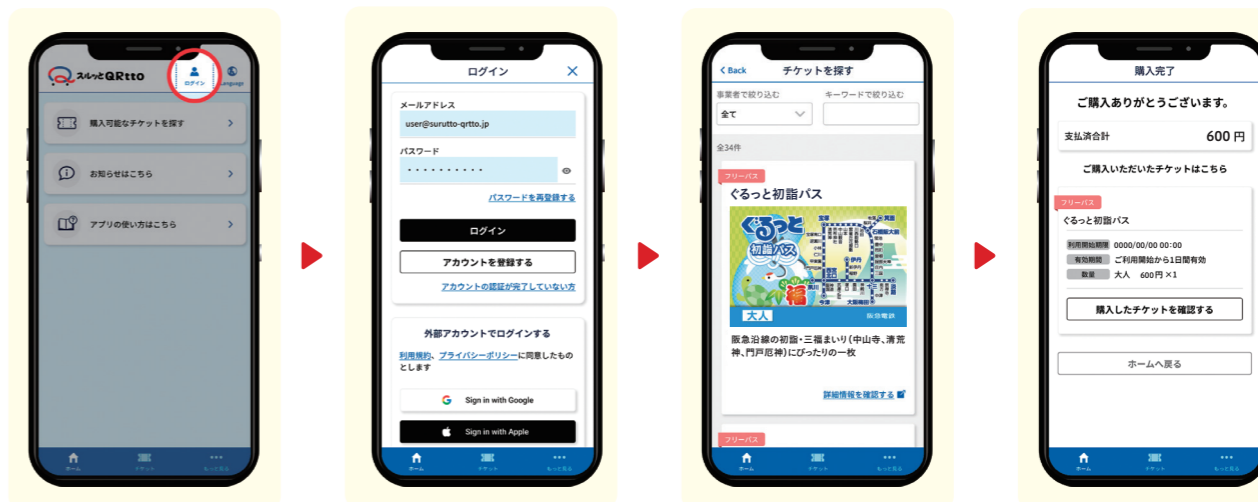 スルッとQRtto
ログイン
Language
購入可能なチケットを探す
お知らせはこちら
アプリの使い方はこちら
ホーム
チケット
もっと見る
ログイン
メールアドレス
user@surutto-qrtto.jp
パスワード
パスワードを再登録する
ログイン
アカウントを登録する
アカウントの認証が完了していない方
外部アカウントでログインする
利用規約、プライバシーポリシーに同意したもの
とします
Sign in with Google
Sign in with Apple
ホーム
チケット
もっと見る
Back
チケットを探す
事業者で絞り込む
キーワードで絞り込む
全て
全34件
フリーパス
ぐるっと初詣パス
ぐるっと
初詣パス
福
宝塚
箕面
石橋阪大前
伊丹
大阪梅田
大人
阪急電鉄
阪急沿線の初詣・三福まいり(中山寺、清荒
神、門戸厄神)にぴったりの一枚
詳細情報を確認する
フリーパス
ホーム
チケット
もっと見る
購入完了
ご購入ありがとうございます。
支払済合計
600 円
ご購入いただいたチケットはこちら
フリーパス
ぐるっと初詣パス
利用開始期限 0000/00/00 00:00
有効期間 ご利用開始から1日間有効
数量 大人 600円 ×1
購入したチケットを確認する
ホームへ戻る
ホーム
チケット
もっと見る